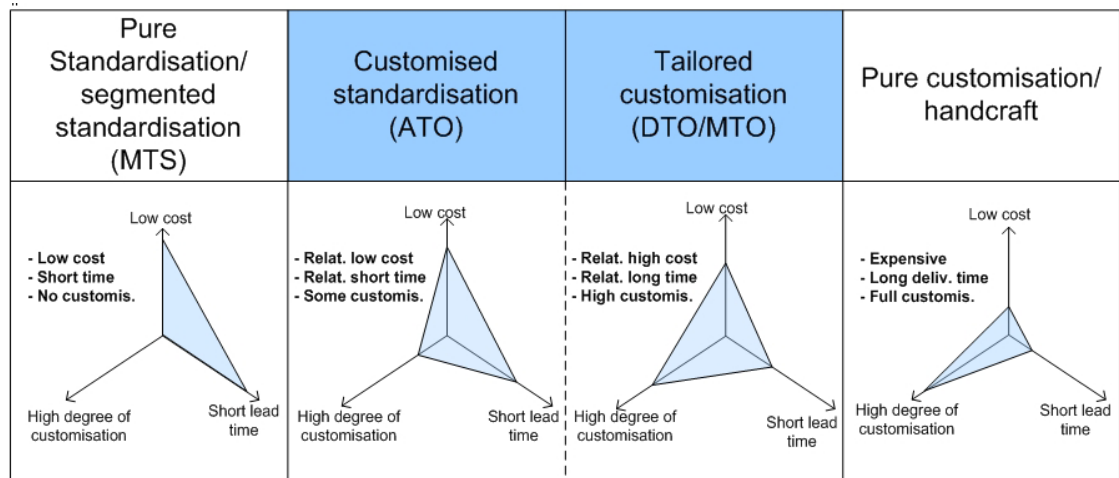 Pure
Standardisation/
segmented
standardisation
(MTS)
Customised
standardisation
(ATO)
Tailored
customisation
(DTO/MTO)
Pure customisation/
handcraft
Low cost
- Low cost
- Short time
- No customis.
High degree of
customisation
Short lead
time
Low cost
- Relat. low cost
- Relat. short time
- Some customis.
High degree of
customisation
Short lead
time
Low cost
- Relat. high cost
- Relat. long time
- High customis.
High degree of
customisation
Short lead
time
Low cost
- Expensive
- Long deliv. time
- Full customis.
High degree of
customisation
Short lead
time